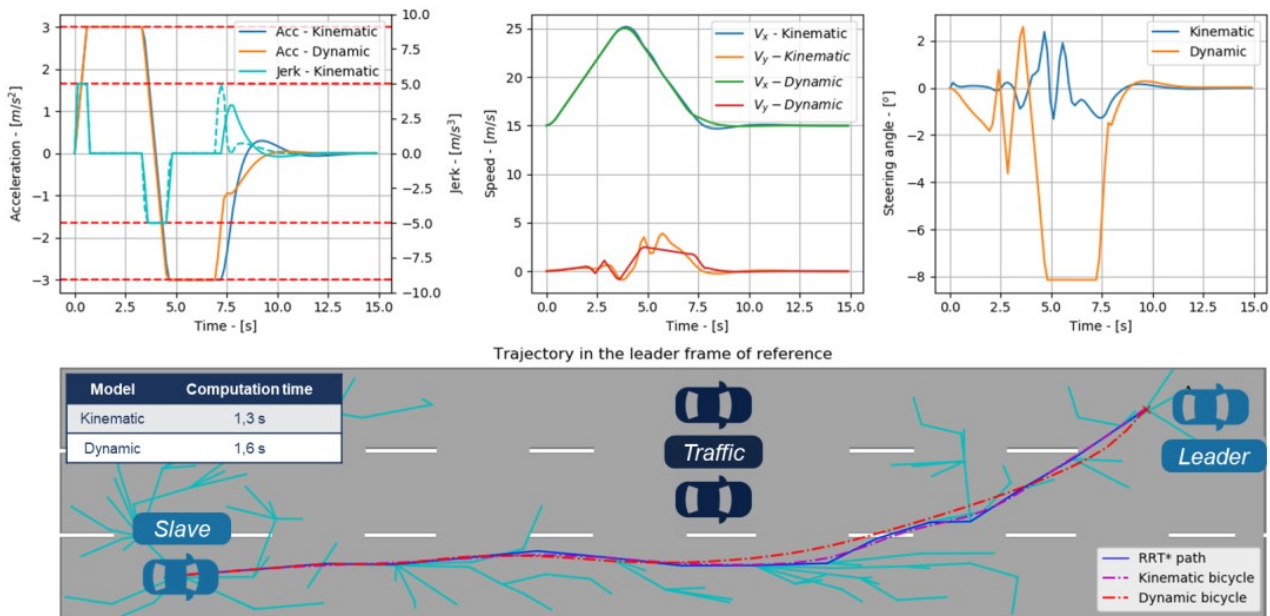 Acc - Kinematic
Acc - Dynamic
Jerk - Kinematic
Acceleration - [m/s²]
3
2
1
0
−1
−2
−3
10.0
7.5
5.0
2.5
0.0
−2.5
−5.0
−7.5
−10.0
Jerk - [m/s³]
0.0 2.5 5.0 7.5 10.0 12.5 15.0
Time - [s]
Vx - Kinematic
Vy − Kinematic
Vx − Dynamic
Vy − Dynamic
Speed - [m/s]
25
20
15
10
5
0
0.0 2.5 5.0 7.5 10.0 12.5 15.0
Time - [s]
Kinematic
Dynamic
Steering angle - [°]
2
0
−2
−4
−6
−8
0.0 2.5 5.0 7.5 10.0 12.5 15.0
Time - [s]
Trajectory in the leader frame of reference
Model Computation time
Kinematic 1,3 s
Dynamic 1,6 s
Traffic
Leader
Slave
RRT* path
Kinematic bicycle
Dynamic bicycle